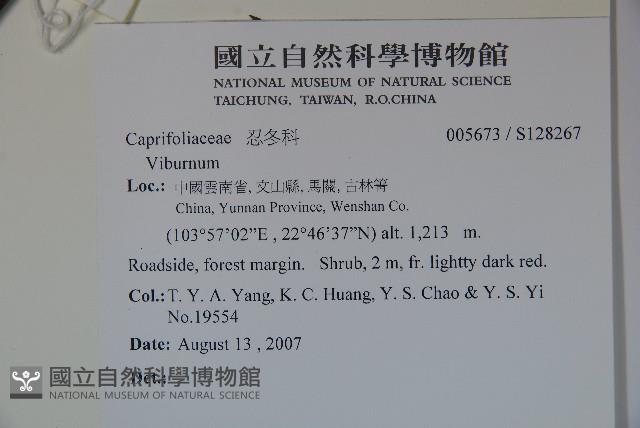 國立自然科學博物館
NATIONAL MUSEUM OF NATURAL SCIENCE
TAICHUNG, TAIWAN, R.O.CHINA
Caprifoliaceae 忍冬科 005673 / S128267
Viburnum
Loc.: 中國雲南省, 文山縣, 馬關, 古林箐
China, Yunnan Province, Wenshan Co.
(103°57’02”E , 22°46’37”N) alt. 1,213 m.
Roadside, forest margin. Shrub, 2 m, fr. lightty dark red.
Col.: T. Y. A. Yang, K. C. Huang, Y. S. Chao & Y. S. Yi
No.19554
Date: August 13 , 2007
Det.:
國立自然科學博物館
NATIONAL MUSEUM OF NATURAL SCIENCE